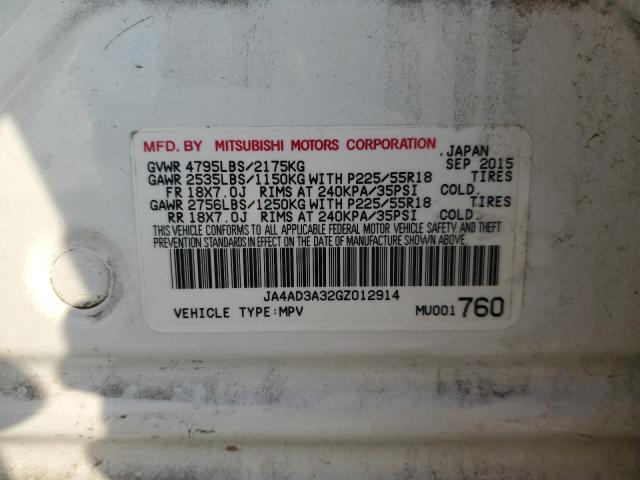 MFD. BY MITSUBISHI MOTORS CORPORATION, JAPAN
GVWR 4795LBS/2175KG SEP 2015
GAWR 2535LBS/1150KG WITH P225/55R18 TIRES
FR 18X7.0J RIMS AT 240KPA/35PSI COLD.
GAWR 2756LBS/1250KG WITH P225/55R18 TIRES
RR 18X7.0J RIMS AT 240KPA/35PSI COLD.
THIS VEHICLE CONFORMS TO ALL APPLICABLE FEDERAL MOTOR VEHICLE SAFETY AND THEFT
PREVENTION STANDARDS IN EFFECT ON THE DATE OF MANUFACTURE SHOWN ABOVE.
JA4AD3A32GZ012914
VEHICLE TYPE:MPV MU001 760